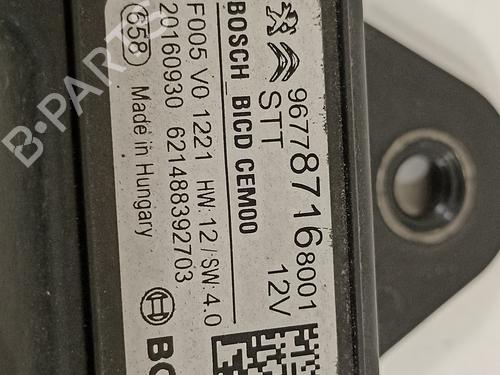 9677871680 01
STT 12V
BOSCH_BICD CEM00
F005 V0 1221 HW: 12 / SW: 4.0
20160930 621488392703
658 Made in Hungary
BO
B-PARTS